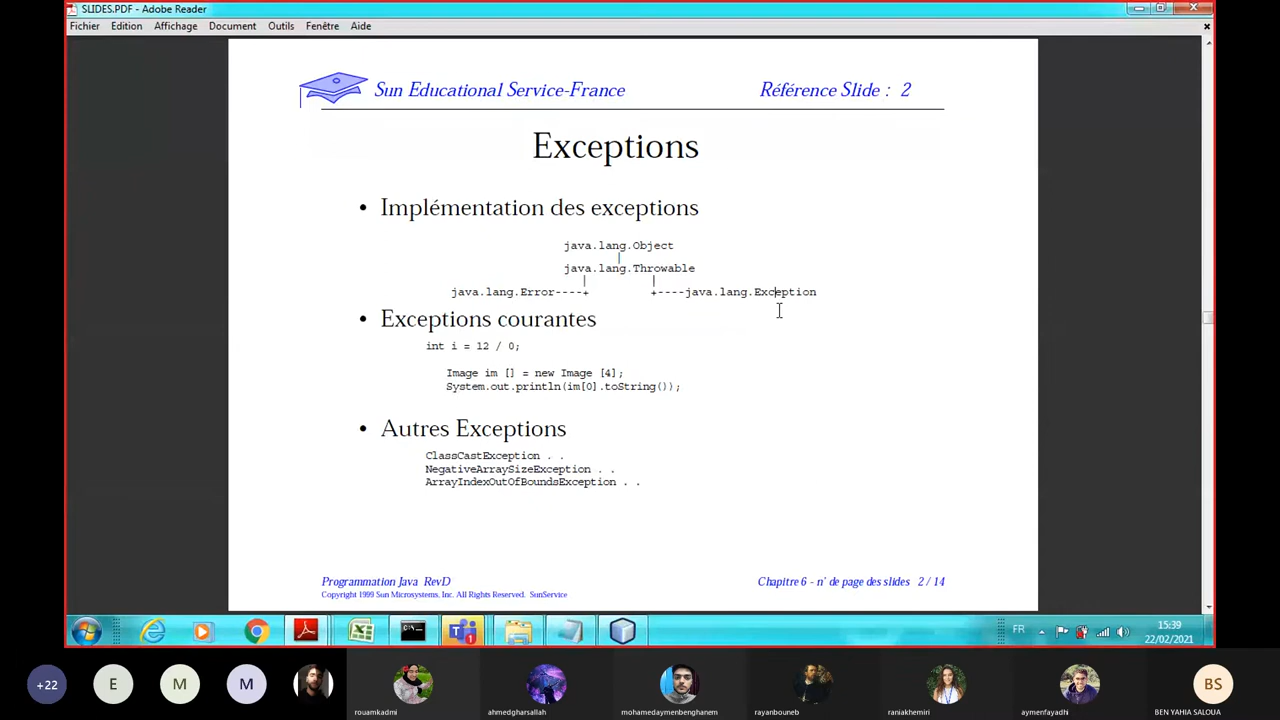 SLIDES.PDF - Adobe Reader
Fichier Edition Affichage Document Outils Fenêtre Aide
Sun Educational Service-France Référence Slide : 2
Exceptions
• Implémentation des exceptions
java.lang.Object
|
java.lang.Throwable
| |
java.lang.Error----+ +----java.lang.Exception
• Exceptions courantes
int i = 12 / 0;
Image im [] = new Image [4];
System.out.println(im[0].toString());
• Autres Exceptions
ClassCastException . .
NegativeArraySizeException . .
ArrayIndexOutOfBoundsException . .
Programmation Java RevD Chapitre 6 - n° de page des slides 2 / 14
Copyright 1999 Sun Microsystems. Inc. All Rights Reserved. SunService
FR 15:39
22/02/2021
1
+22 E M M BS
rouamkadmi ahmedgharsallah mohamedaymenbenghanem rayanbouneb raniakhemiri aymenfayadhi BEN YAHIA SALOUA